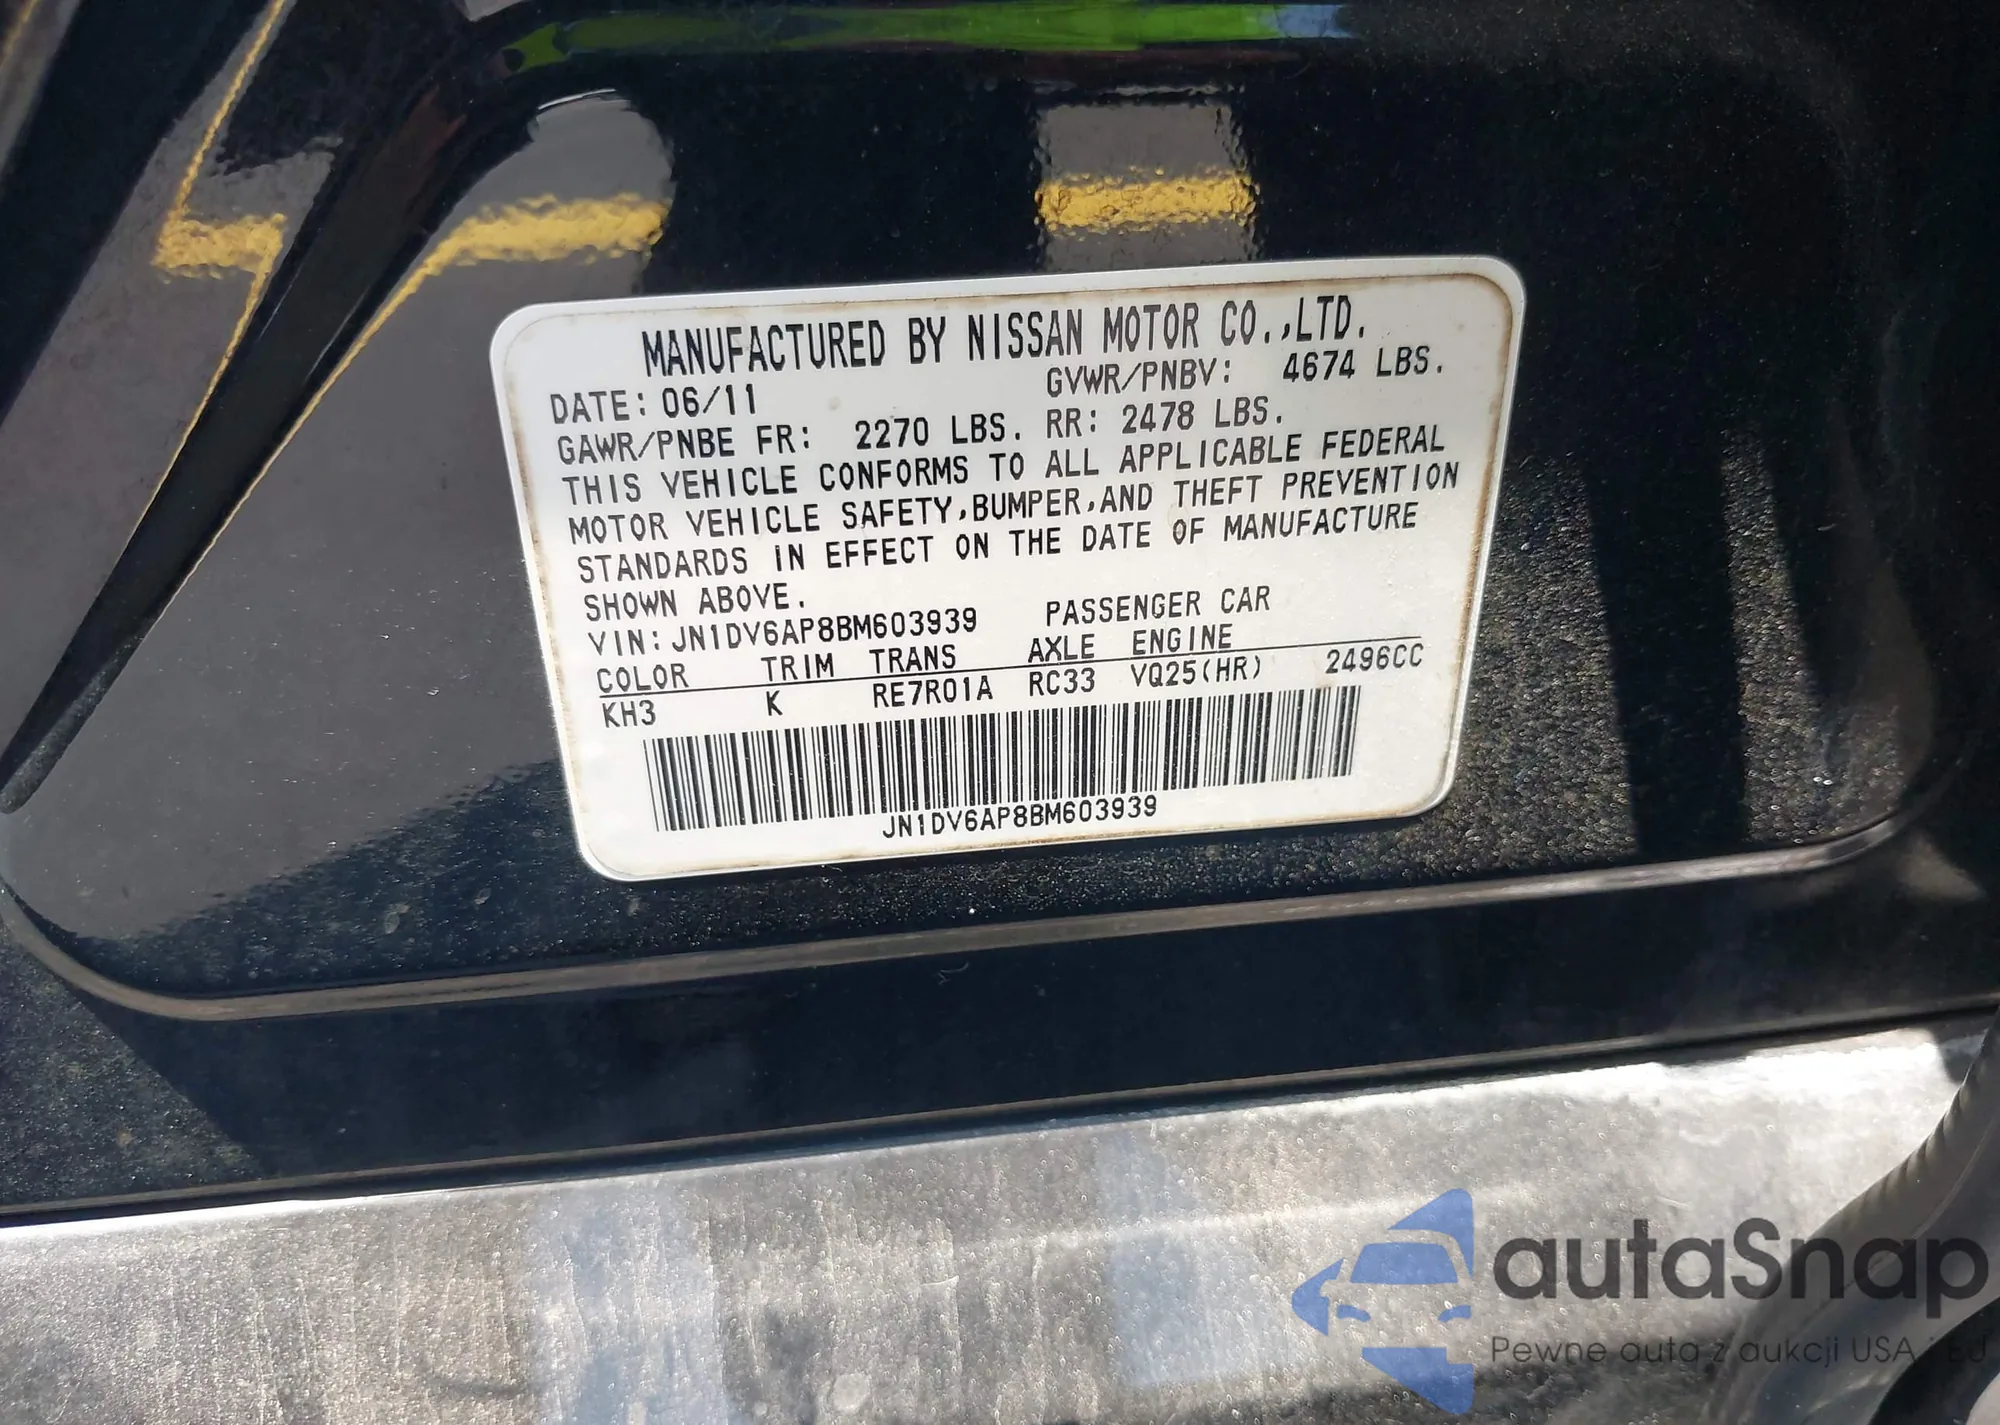 MANUFACTURED BY NISSAN MOTOR CO.,LTD.
DATE: 06/11 GVWR/PNBV: 4674 LBS.
GAWR/PNBE FR: 2270 LBS. RR: 2478 LBS.
THIS VEHICLE CONFORMS TO ALL APPLICABLE FEDERAL
MOTOR VEHICLE SAFETY,BUMPER,AND THEFT PREVENTION
STANDARDS IN EFFECT ON THE DATE OF MANUFACTURE
SHOWN ABOVE.
VIN: JN1DV6AP8BM603939 PASSENGER CAR
COLOR TRIM TRANS AXLE ENGINE
KH3 K RE7R01A RC33 VQ25(HR) 2496CC
JN1DV6AP8BM603939
autaSnap
Pewne auta z aukcji USA i EU